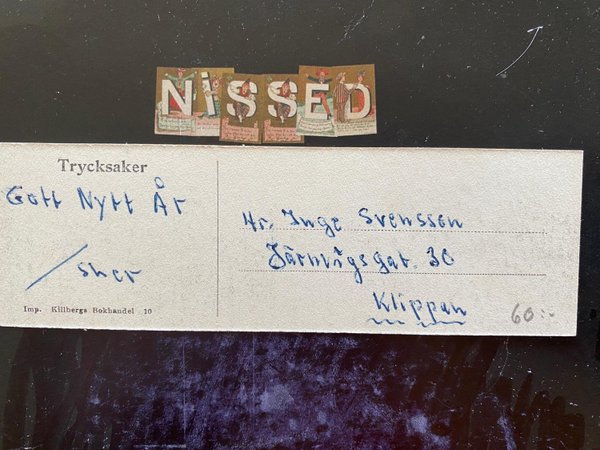 NiSSED
Trycksaker
Gott Nytt År
Imp. Killbergs Bokhandel 10
Hr. Inge Svensson
Järnvägsgat. 30
Klippan
60:-